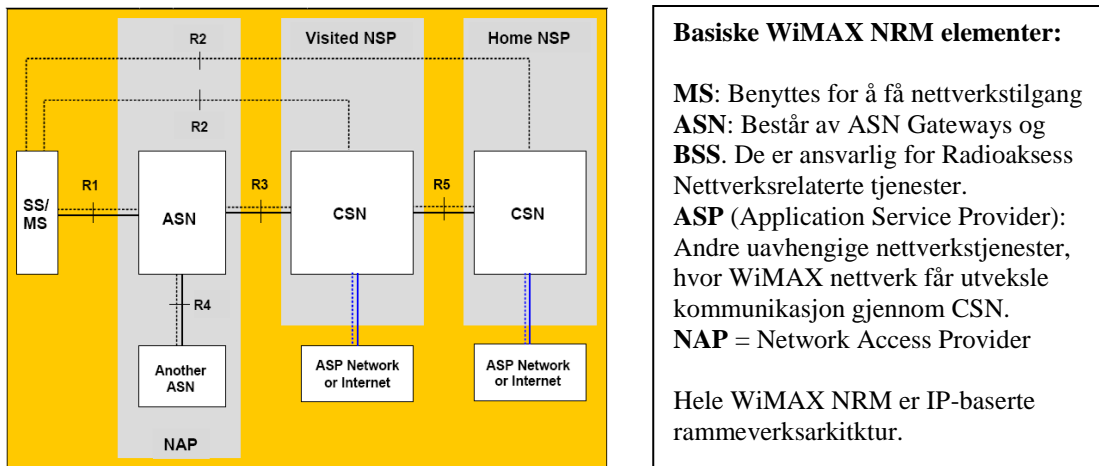 R2
Visited NSP
Home NSP
R2
R1
R3
R5
SS/
MS
ASN
CSN
CSN
R4
Another
ASN
ASP Network
or Internet
ASP Network
or Internet
NAP
Basiske WiMAX NRM elementer:
MS: Benyttes for å få nettverkstilgang
ASN: Består av ASN Gateways og
BSS. De er ansvarlig for Radioaksess
Nettverksrelaterte tjenester.
ASP (Application Service Provider):
Andre uavhengige nettverkstjenester,
hvor WiMAX nettverk får utveksle
kommunikasjon gjennom CSN.
NAP = Network Access Provider
Hele WiMAX NRM er IP-baserte
rammeverksarkitktur.